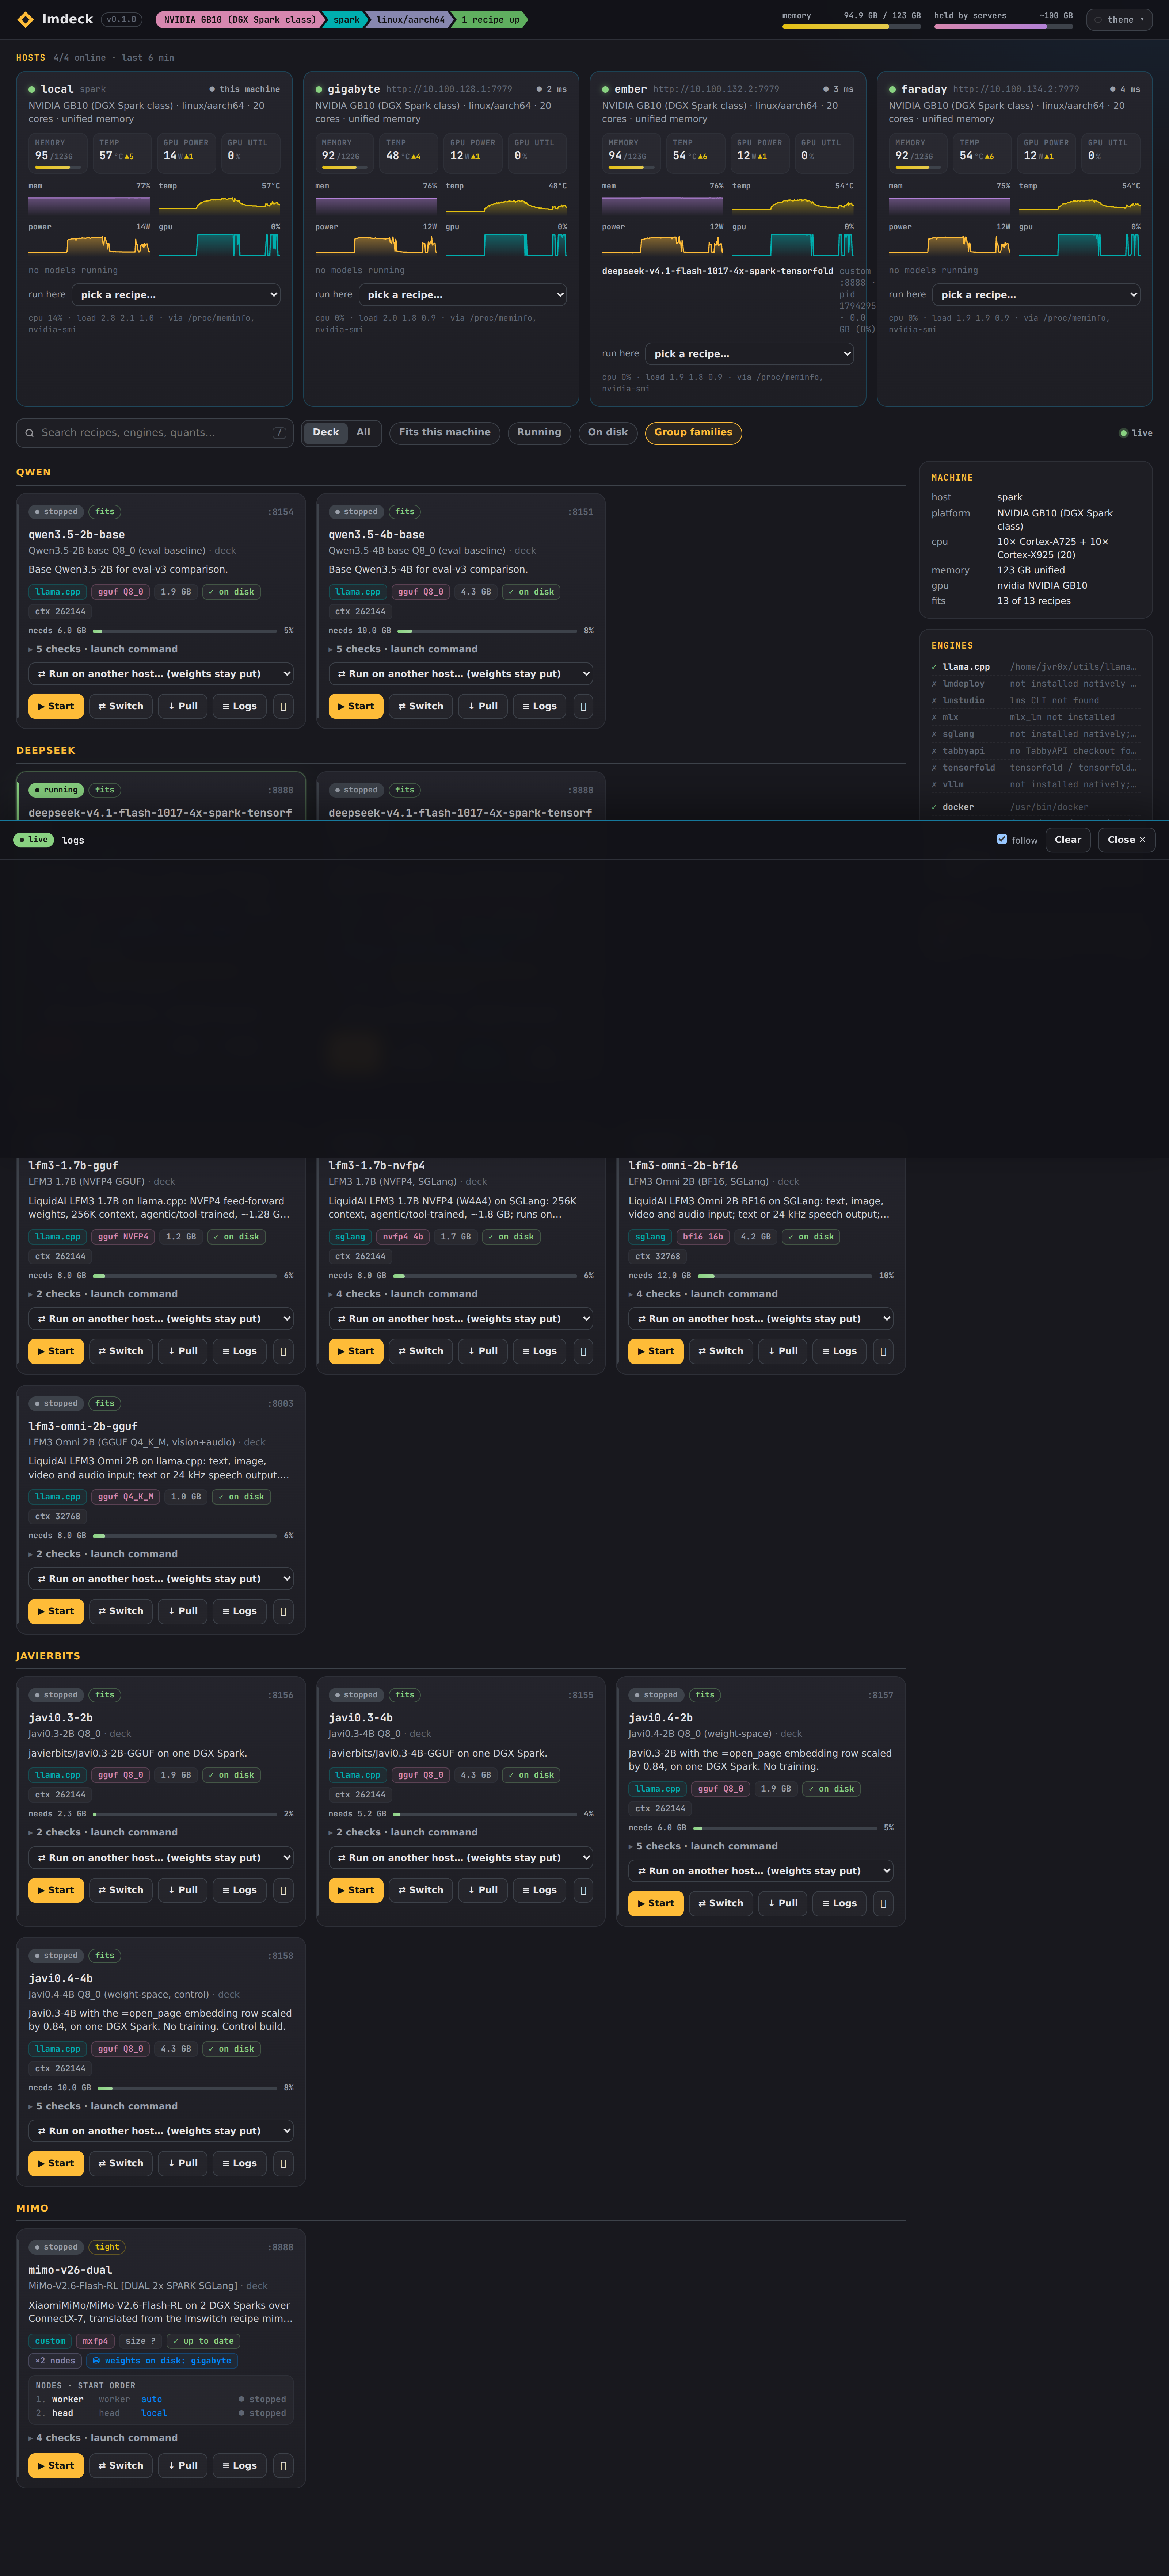 lmdeck v0.1.0 NVIDIA GB10 (DGX Spark class) spark linux/aarch64 1 recipe up memory 94.9 GB / 123 GB held by servers ~100 GB theme ▾
HOSTS 4/4 online · last 6 min
local spark this machine
NVIDIA GB10 (DGX Spark class) · linux/aarch64 · 20
cores · unified memory
MEMORY TEMP GPU POWER GPU UTIL
95/123G 57°C▲5 14W▲1 0%
mem 77% temp 57°C
power 14W gpu 0%
no models running
run here pick a recipe…
cpu 14% · load 2.8 2.1 1.0 · via /proc/meminfo,
nvidia-smi
gigabyte http://10.100.128.1:7979 2 ms
NVIDIA GB10 (DGX Spark class) · linux/aarch64 · 20
cores · unified memory
MEMORY TEMP GPU POWER GPU UTIL
92/122G 48°C▲4 12W▲1 0%
mem 76% temp 48°C
power 12W gpu 0%
no models running
run here pick a recipe…
cpu 0% · load 2.0 1.8 0.9 · via /proc/meminfo,
nvidia-smi
ember http://10.100.132.2:7979 3 ms
NVIDIA GB10 (DGX Spark class) · linux/aarch64 · 20
cores · unified memory
MEMORY TEMP GPU POWER GPU UTIL
94/123G 54°C▲6 12W▲1 0%
mem 76% temp 54°C
power 12W gpu 0%
deepseek-v4.1-flash-1017-4x-spark-tensorfold custom
:8888 ·
pid
1794295
· 0.0
GB (0%)
run here pick a recipe…
cpu 0% · load 1.9 1.8 0.9 · via /proc/meminfo,
nvidia-smi
faraday http://10.100.134.2:7979 4 ms
NVIDIA GB10 (DGX Spark class) · linux/aarch64 · 20
cores · unified memory
MEMORY TEMP GPU POWER GPU UTIL
92/123G 54°C▲6 12W▲1 0%
mem 75% temp 54°C
power 12W gpu 0%
no models running
run here pick a recipe…
cpu 0% · load 1.9 1.9 0.9 · via /proc/meminfo,
nvidia-smi
Search recipes, engines, quants… / Deck All Fits this machine Running On disk Group families live
QWEN
stopped fits :8154
qwen3.5-2b-base
Qwen3.5-2B base Q8_0 (eval baseline) · deck
Base Qwen3.5-2B for eval-v3 comparison.
llama.cpp gguf Q8_0 1.9 GB ✓ on disk
ctx 262144
needs 6.0 GB 5%
▸ 5 checks · launch command
⇄ Run on another host… (weights stay put)
▶ Start ⇄ Switch ↓ Pull ≡ Logs
stopped fits :8151
qwen3.5-4b-base
Qwen3.5-4B base Q8_0 (eval baseline) · deck
Base Qwen3.5-4B for eval-v3 comparison.
llama.cpp gguf Q8_0 4.3 GB ✓ on disk
ctx 262144
needs 10.0 GB 8%
▸ 5 checks · launch command
⇄ Run on another host… (weights stay put)
▶ Start ⇄ Switch ↓ Pull ≡ Logs
MACHINE
host spark
platform NVIDIA GB10 (DGX Spark
class)
cpu 10× Cortex-A725 + 10×
Cortex-X925 (20)
memory 123 GB unified
gpu nvidia NVIDIA GB10
fits 13 of 13 recipes
ENGINES
✓ llama.cpp /home/jvr0x/utils/llama…
✗ lmdeploy not installed natively …
✗ lmstudio lms CLI not found
✗ mlx mlx_lm not installed
✗ sglang not installed natively;…
✗ tabbyapi no TabbyAPI checkout fo…
✗ tensorfold tensorfold / tensorfold…
✗ vllm not installed natively;…
✓ docker /usr/bin/docker
DEEPSEEK
running fits :8888
deepseek-v4.1-flash-1017-4x-spark-tensorf
stopped fits :8888
deepseek-v4.1-flash-1017-4x-spark-tensorf
live logs follow Clear Close ✕
lfm3-1.7b-gguf
LFM3 1.7B (NVFP4 GGUF) · deck
LiquidAI LFM3 1.7B on llama.cpp: NVFP4 feed-forward
weights, 256K context, agentic/tool-trained, ~1.28 G…
llama.cpp gguf NVFP4 1.2 GB ✓ on disk
ctx 262144
needs 8.0 GB 6%
▸ 2 checks · launch command
⇄ Run on another host… (weights stay put)
▶ Start ⇄ Switch ↓ Pull ≡ Logs
lfm3-1.7b-nvfp4
LFM3 1.7B (NVFP4, SGLang) · deck
LiquidAI LFM3 1.7B NVFP4 (W4A4) on SGLang: 256K
context, agentic/tool-trained, ~1.8 GB; runs on…
sglang nvfp4 4b 1.7 GB ✓ on disk
ctx 262144
needs 8.0 GB 6%
▸ 4 checks · launch command
⇄ Run on another host… (weights stay put)
▶ Start ⇄ Switch ↓ Pull ≡ Logs
lfm3-omni-2b-bf16
LFM3 Omni 2B (BF16, SGLang) · deck
LiquidAI LFM3 Omni 2B BF16 on SGLang: text, image,
video and audio input; text or 24 kHz speech output;…
sglang bf16 16b 4.2 GB ✓ on disk
ctx 32768
needs 12.0 GB 10%
▸ 4 checks · launch command
⇄ Run on another host… (weights stay put)
▶ Start ⇄ Switch ↓ Pull ≡ Logs
stopped fits :8003
lfm3-omni-2b-gguf
LFM3 Omni 2B (GGUF Q4_K_M, vision+audio) · deck
LiquidAI LFM3 Omni 2B on llama.cpp: text, image,
video and audio input; text or 24 kHz speech output.…
llama.cpp gguf Q4_K_M 1.0 GB ✓ on disk
ctx 32768
needs 8.0 GB 6%
▸ 2 checks · launch command
⇄ Run on another host… (weights stay put)
▶ Start ⇄ Switch ↓ Pull ≡ Logs
JAVIERBITS
stopped fits :8156
javi0.3-2b
Javi0.3-2B Q8_0 · deck
javierbits/Javi0.3-2B-GGUF on one DGX Spark.
llama.cpp gguf Q8_0 1.9 GB ✓ on disk
ctx 262144
needs 2.3 GB 2%
▸ 2 checks · launch command
⇄ Run on another host… (weights stay put)
▶ Start ⇄ Switch ↓ Pull ≡ Logs
stopped fits :8155
javi0.3-4b
Javi0.3-4B Q8_0 · deck
javierbits/Javi0.3-4B-GGUF on one DGX Spark.
llama.cpp gguf Q8_0 4.3 GB ✓ on disk
ctx 262144
needs 5.2 GB 4%
▸ 2 checks · launch command
⇄ Run on another host… (weights stay put)
▶ Start ⇄ Switch ↓ Pull ≡ Logs
stopped fits :8157
javi0.4-2b
Javi0.4-2B Q8_0 (weight-space) · deck
Javi0.3-2B with the =open_page embedding row scaled
by 0.84, on one DGX Spark. No training.
llama.cpp gguf Q8_0 1.9 GB ✓ on disk
ctx 262144
needs 6.0 GB 5%
▸ 5 checks · launch command
⇄ Run on another host… (weights stay put)
▶ Start ⇄ Switch ↓ Pull ≡ Logs
stopped fits :8158
javi0.4-4b
Javi0.4-4B Q8_0 (weight-space, control) · deck
Javi0.3-4B with the =open_page embedding row scaled
by 0.84, on one DGX Spark. No training. Control build.
llama.cpp gguf Q8_0 4.3 GB ✓ on disk
ctx 262144
needs 10.0 GB 8%
▸ 5 checks · launch command
⇄ Run on another host… (weights stay put)
▶ Start ⇄ Switch ↓ Pull ≡ Logs
MIMO
stopped tight :8888
mimo-v26-dual
MiMo-V2.6-Flash-RL [DUAL 2x SPARK SGLang] · deck
XiaomiMiMo/MiMo-V2.6-Flash-RL on 2 DGX Sparks over
ConnectX-7, translated from the lmswitch recipe mim…
custom mxfp4 size ? ✓ up to date
×2 nodes weights on disk: gigabyte
NODES · START ORDER
1. worker worker auto stopped
2. head head local stopped
▸ 4 checks · launch command
▶ Start ⇄ Switch ↓ Pull ≡ Logs